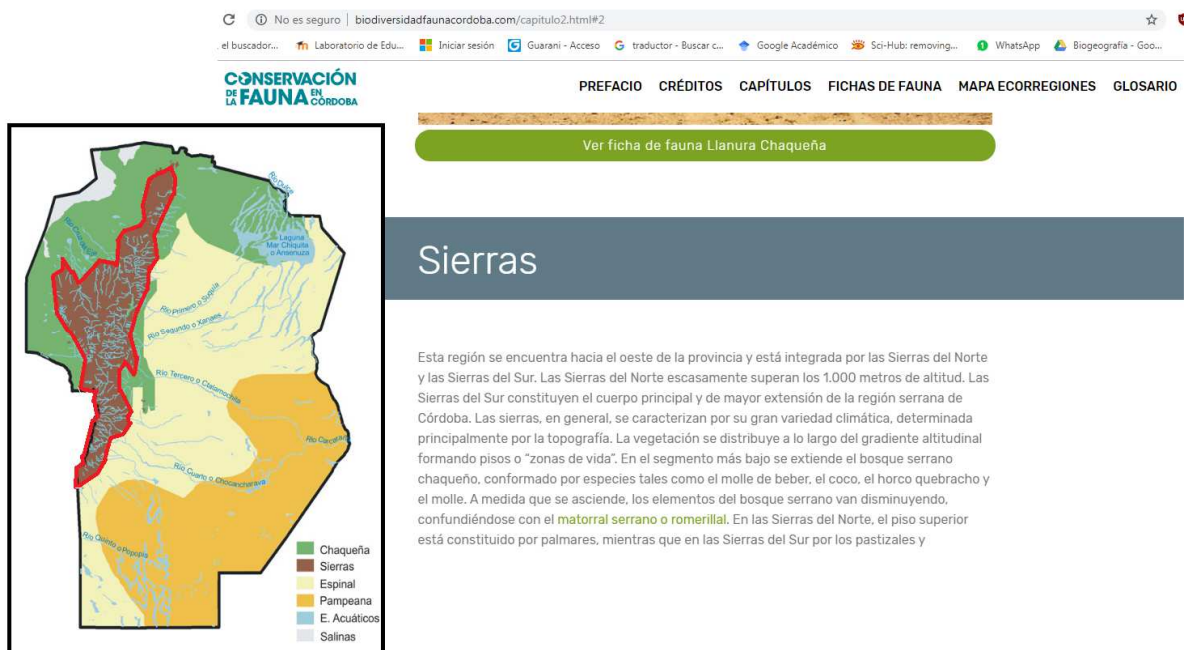 No es seguro | biodiversidadfaunacordoba.com/capitulo2.html#2
el buscador... Laboratorio de Edu... Iniciar sesión Guarani - Acceso traductor - Buscar c... Google Académico Sci-Hub: removing... WhatsApp Biogeografía - Goo...
CONSERVACIÓN
DE LA FAUNA EN CÓRDOBA
PREFACIO CRÉDITOS CAPÍTULOS FICHAS DE FAUNA MAPA ECORREGIONES GLOSARIO
Ver ficha de fauna Llanura Chaqueña
Río Dulce
Laguna
Mar Chiquita
o Ansenuza
Río Primero o Suquía
Río Segundo o Xanaes
Río Tercero o Ctalamochita
Río Carcarañá
Río Cuarto o Chocancharava
Río Quinto o Popopis
Chaqueña
Sierras
Espinal
Pampeana
E. Acuáticos
Salinas
Sierras
Esta región se encuentra hacia el oeste de la provincia y está integrada por las Sierras del Norte
y las Sierras del Sur. Las Sierras del Norte escasamente superan los 1.000 metros de altitud. Las
Sierras del Sur constituyen el cuerpo principal y de mayor extensión de la región serrana de
Córdoba. Las sierras, en general, se caracterizan por su gran variedad climática, determinada
principalmente por la topografía. La vegetación se distribuye a lo largo del gradiente altitudinal
formando pisos o "zonas de vida". En el segmento más bajo se extiende el bosque serrano
chaqueño, conformado por especies tales como el molle de beber, el coco, el horco quebracho y
el molle. A medida que se asciende, los elementos del bosque serrano van disminuyendo,
confundiéndose con el matorral serrano o romerillal. En las Sierras del Norte, el piso superior
está constituido por palmares, mientras que en las Sierras del Sur por los pastizales y